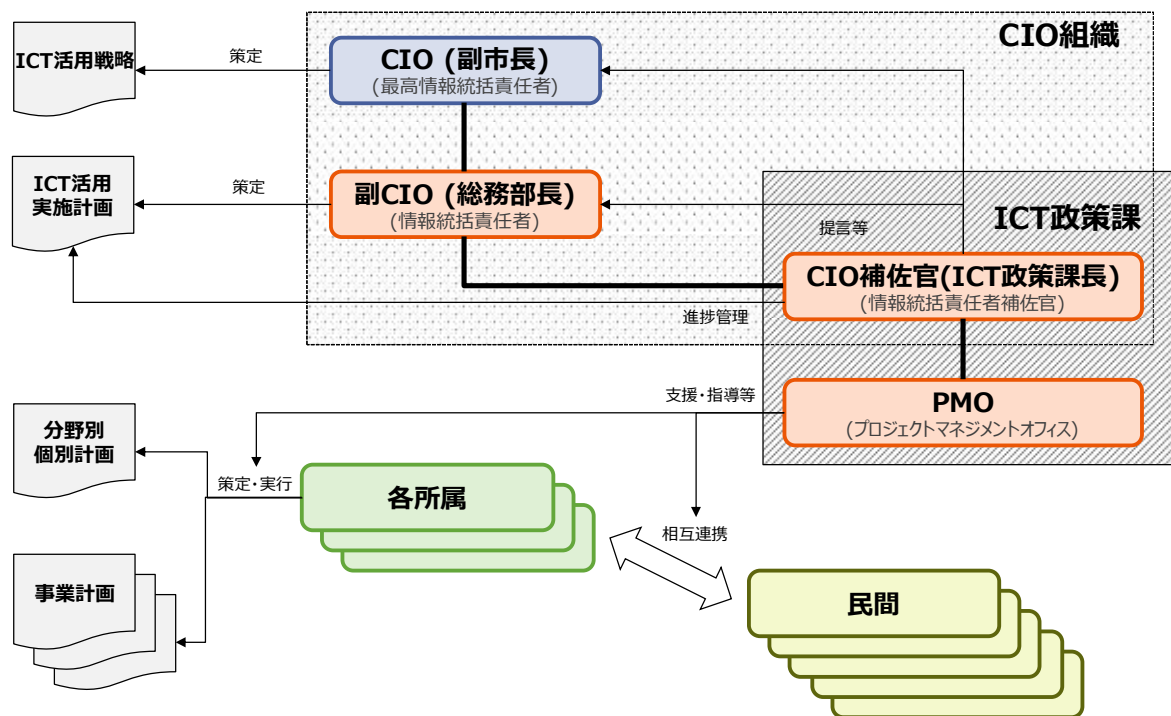 CIO組織
ICT活用戦略
策定
CIO (副市長)
(最高情報統括責任者)
ICT活用
実施計画
策定
副CIO (総務部長)
(情報統括責任者)
ICT政策課
提言等
CIO補佐官(ICT政策課長)
(情報統括責任者補佐官)
進捗管理
支援・指導等
PMO
(プロジェクトマネジメントオフィス)
分野別
個別計画
策定・実行
各所属
相互連携
事業計画
民間